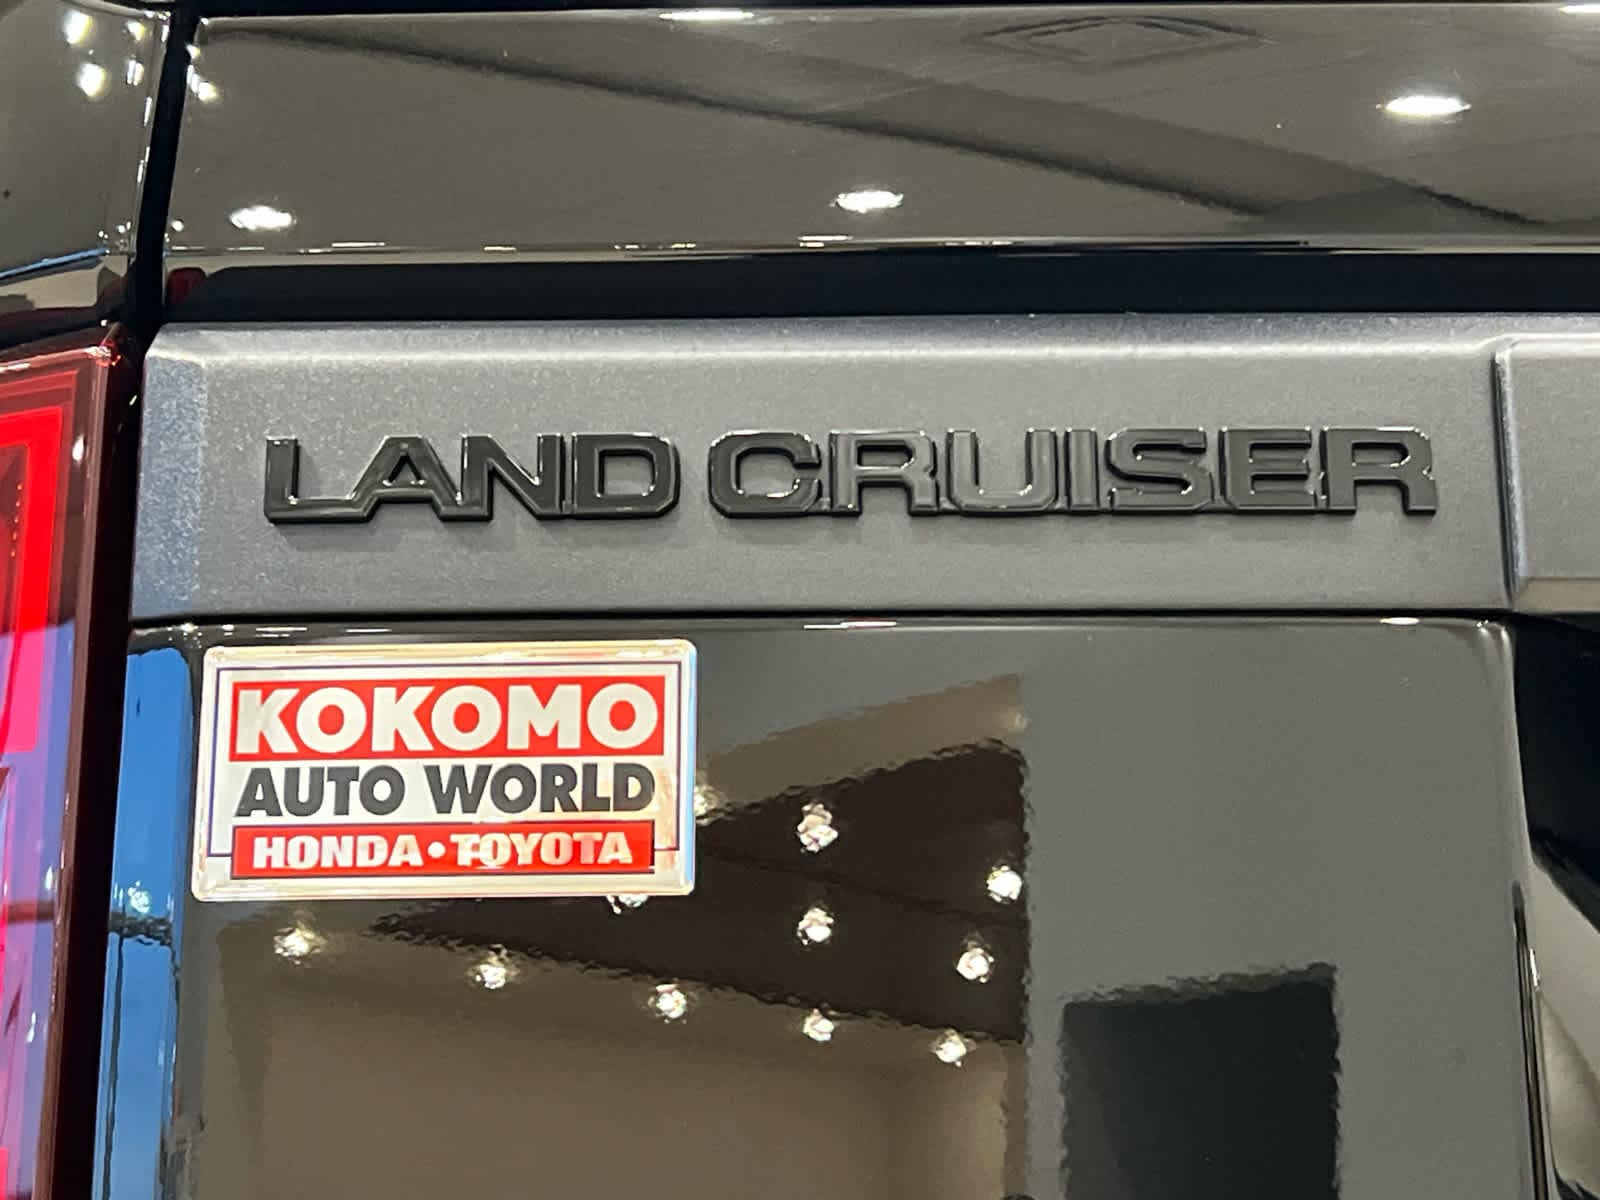 LAND CRUISER
KOKOMO
AUTO WORLD
HONDA•TOYOTA